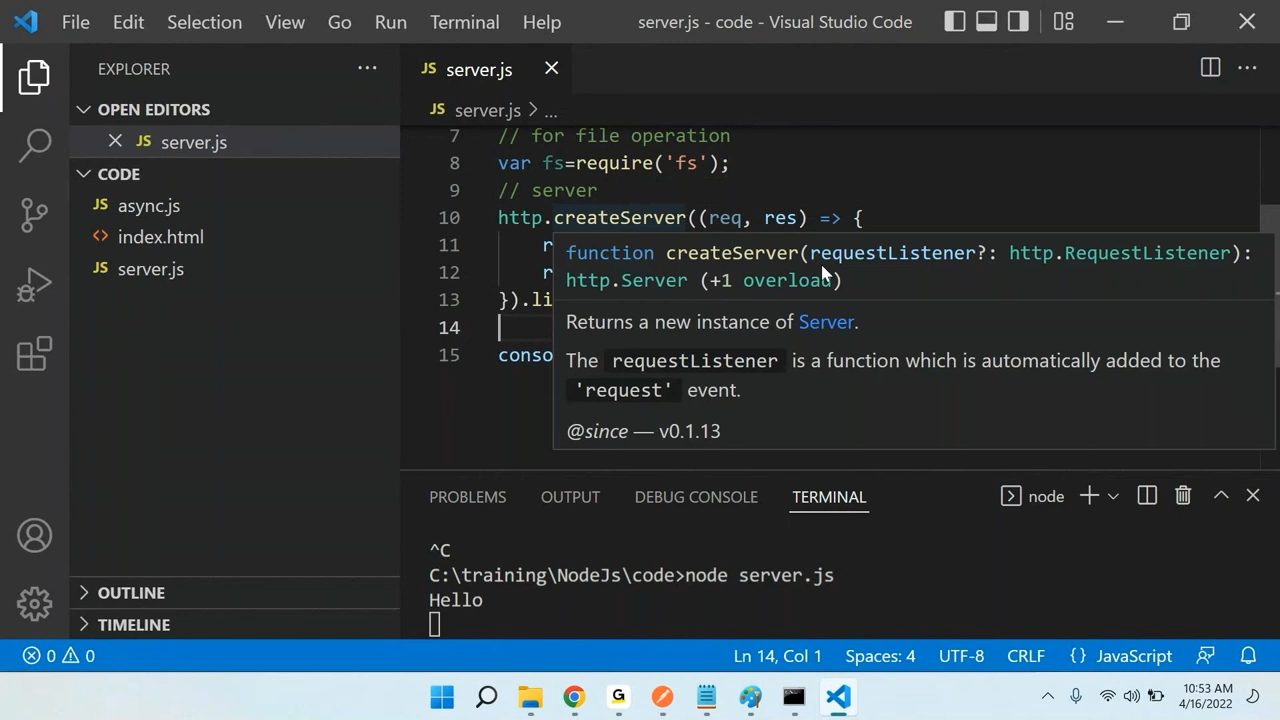 File Edit Selection View Go Run Terminal Help server.js - code - Visual Studio Code
EXPLORER
OPEN EDITORS
JS server.js
CODE
JS async.js
<> index.html
JS server.js
OUTLINE
TIMELINE
JS server.js
JS server.js > ...
7 // for file operation
8 var fs=require('fs');
9 // server
10 http.createServer((req, res) => {
11 r
12 r
13 }).li
14
15 conso
function createServer(requestListener?: http.RequestListener):
http.Server (+1 overload)
Returns a new instance of Server.
The requestListener is a function which is automatically added to the
'request' event.
@since — v0.1.13
PROBLEMS OUTPUT DEBUG CONSOLE TERMINAL node
^C
C:\training\NodeJs\code>node server.js
Hello
0 0 Ln 14, Col 1 Spaces: 4 UTF-8 CRLF {} JavaScript
G
10:53 AM
4/16/2022